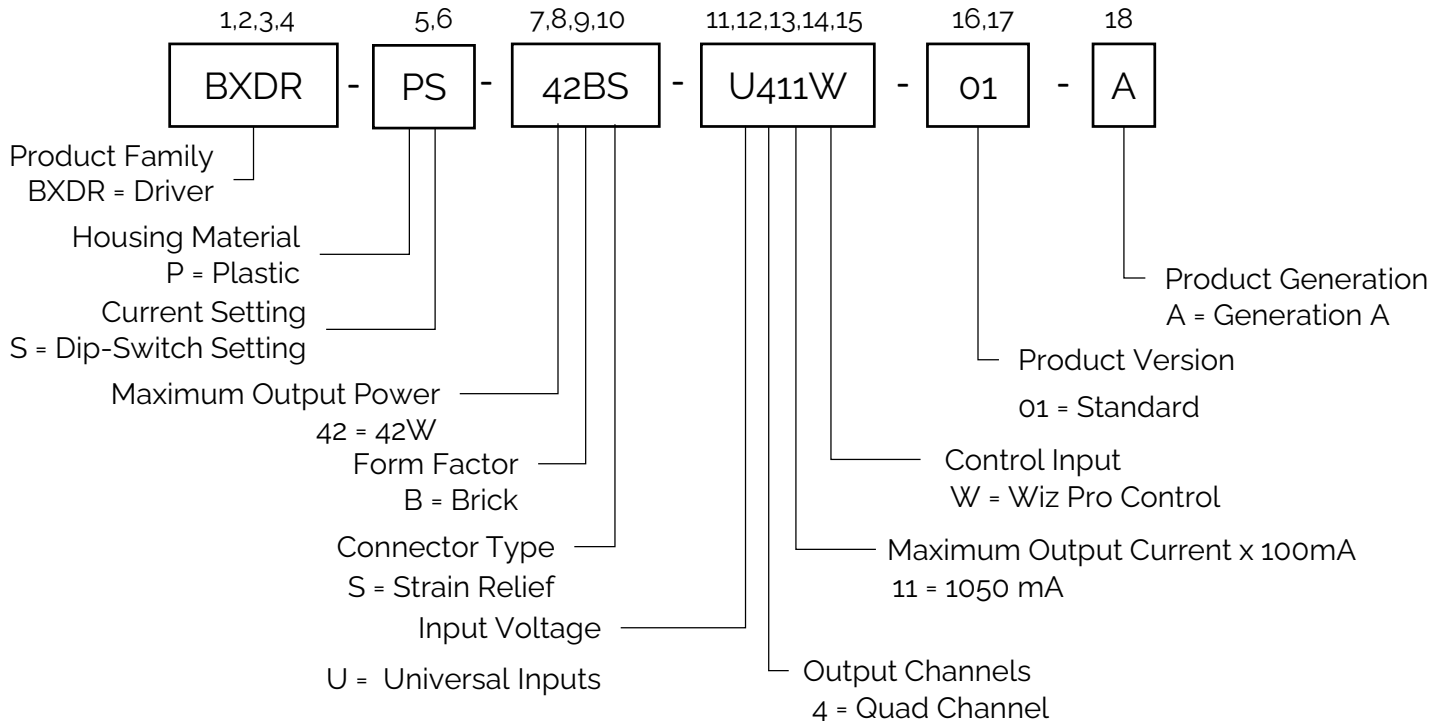 1,2,3,4 5,6 7,8,9,10 11,12,13,14,15 16,17 18
BXDR - PS - 42BS - U411W - 01 - A
Product Family
BXDR = Driver
Housing Material
P = Plastic
Current Setting
S = Dip-Switch Setting
Maximum Output Power
42 = 42W
Form Factor
B = Brick
Connector Type
S = Strain Relief
Input Voltage
U = Universal Inputs
Product Generation
A = Generation A
Product Version
01 = Standard
Control Input
W = Wiz Pro Control
Maximum Output Current x 100mA
11 = 1050 mA
Output Channels
4 = Quad Channel